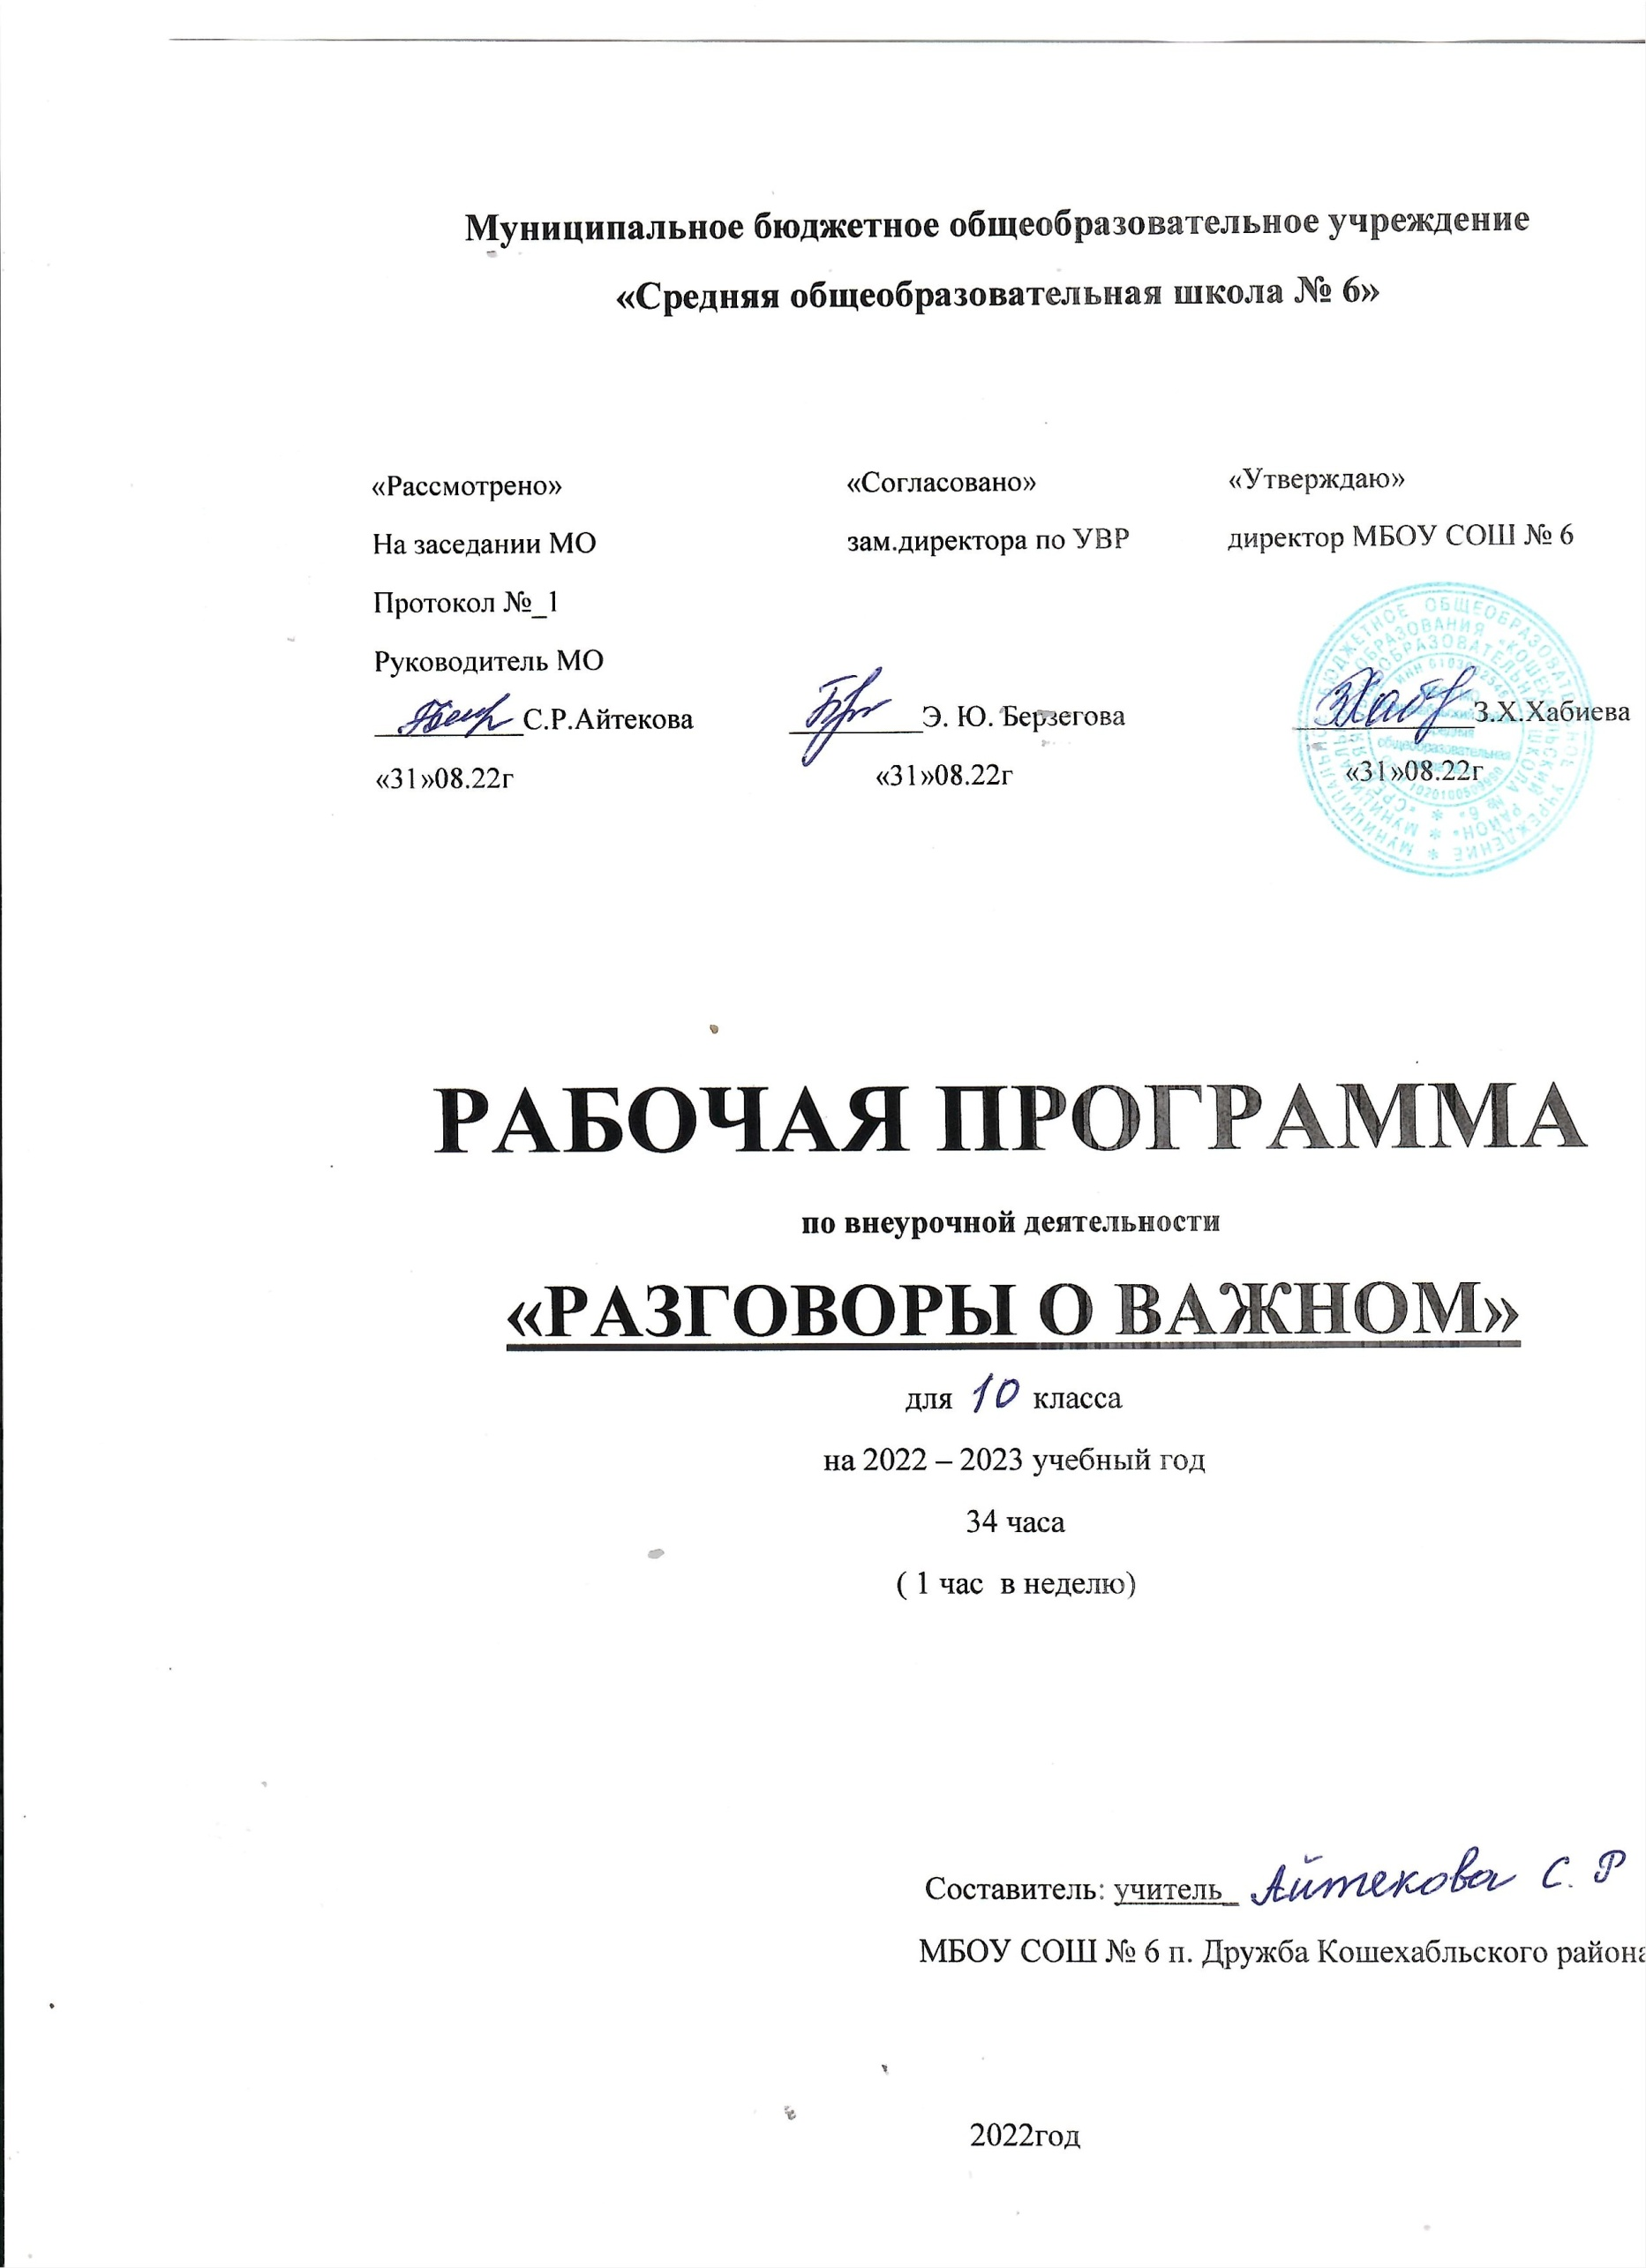 Муниципальное бюджетное общеобразовательное учреждение
«Средняя общеобразовательная школа № 6»
«Рассмотрено»
На заседании МО
Протокол №_1
Руководитель МО
С.Р.Айтекова
«31»08.22г
«Согласовано»
зам.директора по УВР
Э. Ю. Берзегова
«31»08.22г
«Утверждаю»
директор МБОУ СОШ № 6
З.Х.Хабиева
«31»08.22г
РАБОЧАЯ ПРОГРАММА
по внеурочной деятельности
«РАЗГОВОРЫ О ВАЖНОМ»
для 10 класса
на 2022 – 2023 учебный год
34 часа
( 1 час в неделю)
Составитель: учитель_ Айтекова С. Р
МБОУ СОШ № 6 п. Дружба Кошехабльского района
2022год